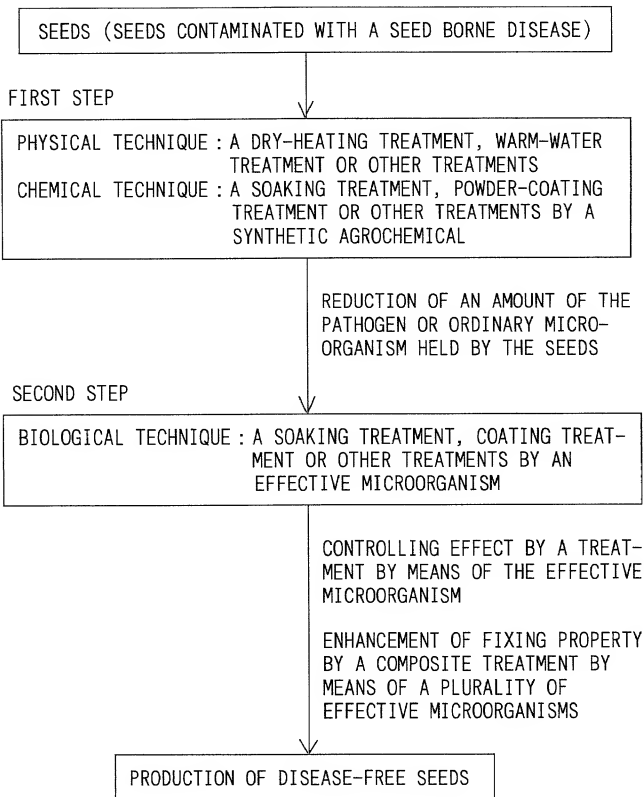 SEEDS (SEEDS CONTAMINATED WITH A SEED BORNE DISEASE)
FIRST STEP
PHYSICAL TECHNIQUE : A DRY-HEATING TREATMENT, WARM-WATER
TREATMENT OR OTHER TREATMENTS
CHEMICAL TECHNIQUE : A SOAKING TREATMENT, POWDER-COATING
TREATMENT OR OTHER TREATMENTS BY A
SYNTHETIC AGROCHEMICAL
REDUCTION OF AN AMOUNT OF THE
PATHOGEN OR ORDINARY MICRO-
ORGANISM HELD BY THE SEEDS
SECOND STEP
BIOLOGICAL TECHNIQUE : A SOAKING TREATMENT, COATING TREAT-
MENT OR OTHER TREATMENTS BY AN
EFFECTIVE MICROORGANISM
CONTROLLING EFFECT BY A TREAT-
MENT BY MEANS OF THE EFFECTIVE
MICROORGANISM
ENHANCEMENT OF FIXING PROPERTY
BY A COMPOSITE TREATMENT BY
MEANS OF A PLURALITY OF
EFFECTIVE MICROORGANISMS
PRODUCTION OF DISEASE-FREE SEEDS